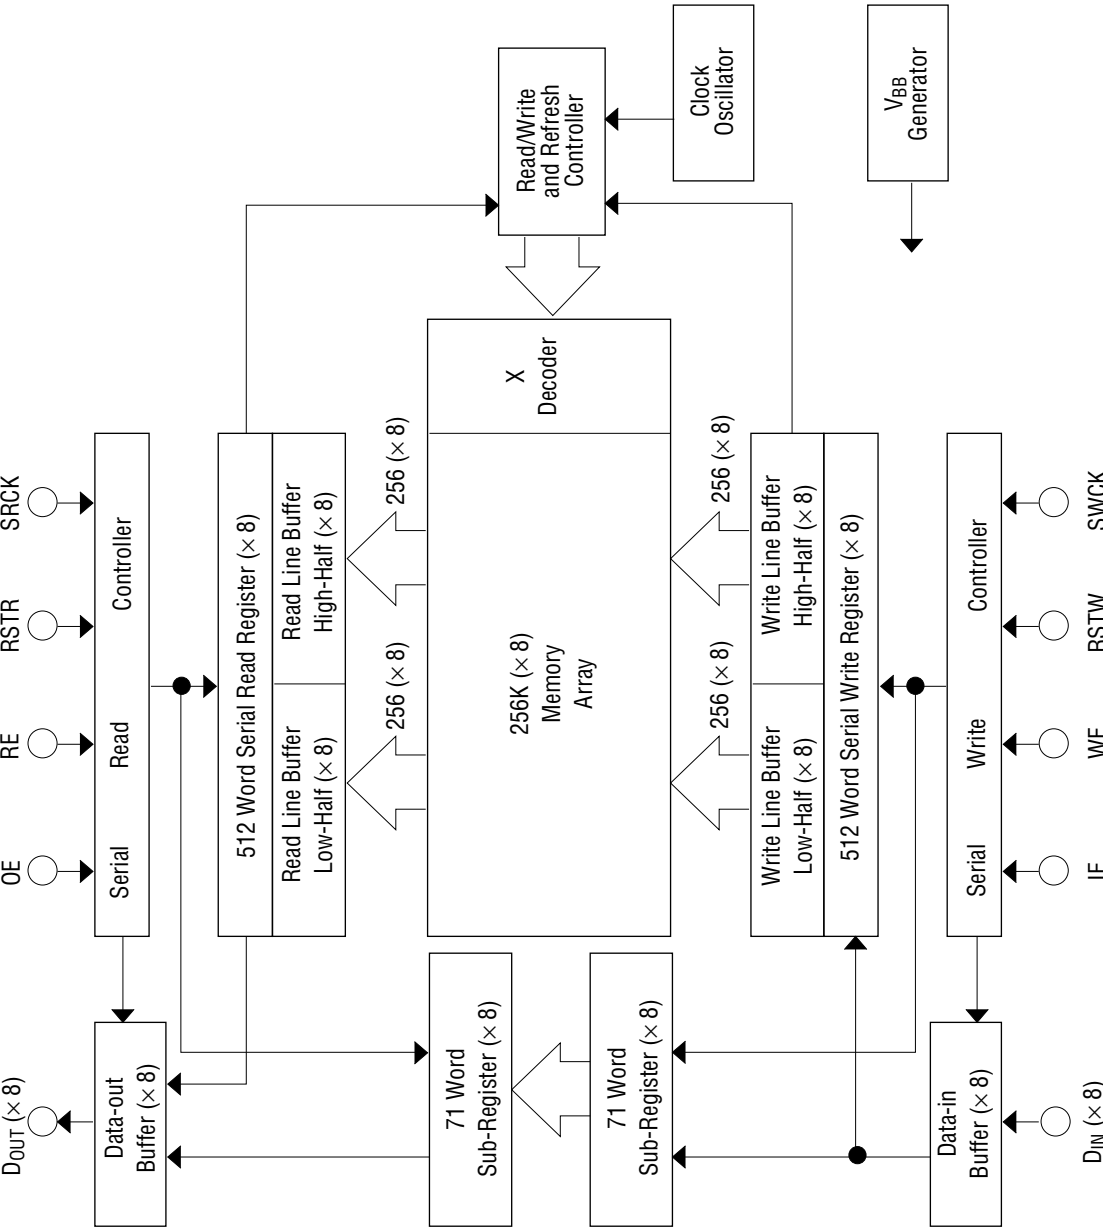 DOUT (× 8)
OE
RE
RSTR
SRCK
Data-out
Buffer (× 8)
Serial
Read
Controller
512 Word Serial Read Register (× 8)
Read Line Buffer
Low-Half (× 8)
Read Line Buffer
High-Half (× 8)
256 (× 8)
256 (× 8)
71 Word
Sub-Register (× 8)
256K (× 8)
Memory
Array
X
Decoder
Read/Write
and Refresh
Controller
71 Word
Sub-Register (× 8)
256 (× 8)
256 (× 8)
Write Line Buffer
Low-Half (× 8)
Write Line Buffer
High-Half (× 8)
512 Word Serial Write Register (× 8)
Clock
Oscillator
Data-in
Buffer (× 8)
Serial
Write
Controller
VBB
Generator
DIN (× 8)
IE
WE
RSTW
SWCK